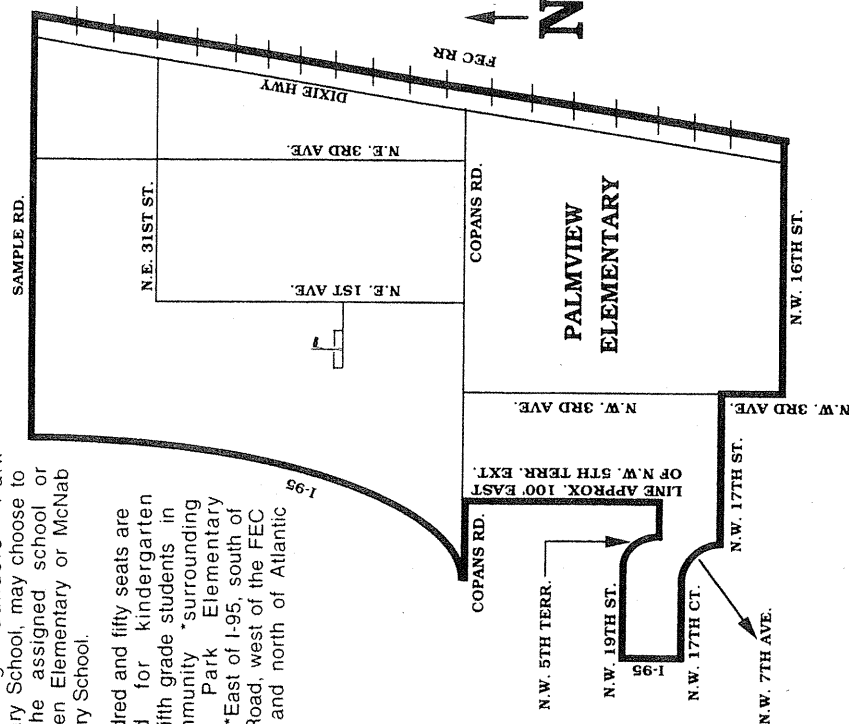 ry School, may choose to
he assigned school or
en Elementary or McNab
ry School.
dred and fifty seats are
d for kindergarten
ifth grade students in
mmunity *surrounding
Park Elementary
*East of I-95, south of
Road, west of the FEC
and north of Atlantic
SAMPLE RD.
N
FEC RR
DIXIE HWY
N.E. 3RD AVE.
N.E. 31ST ST.
N.E. 1ST AVE.
I-95
COPANS RD.
PALMVIEW
ELEMENTARY
N.W. 3RD AVE.
N.W. 16TH ST.
N.W. 3RD AVE.
LINE APPROX. 100' EAST
OF N.W. 5TH TERR. EXT.
COPANS RD.
N.W. 17TH ST.
N.W. 5TH TERR.
N.W. 19TH ST.
I-95
N.W. 17TH CT.
N.W. 7TH AVE.